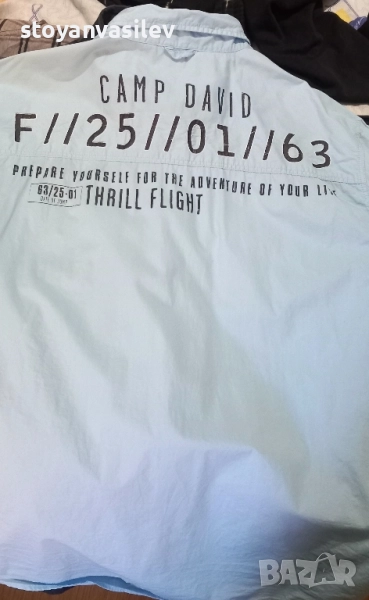 stoyanvasilev
CAMP DAVID
F//25//01//63
PREPARE YOURSELF FOR THE ADVENTURE OF YOUR LIFE
63/25-01 THRILL FLIGHT
BAZAR